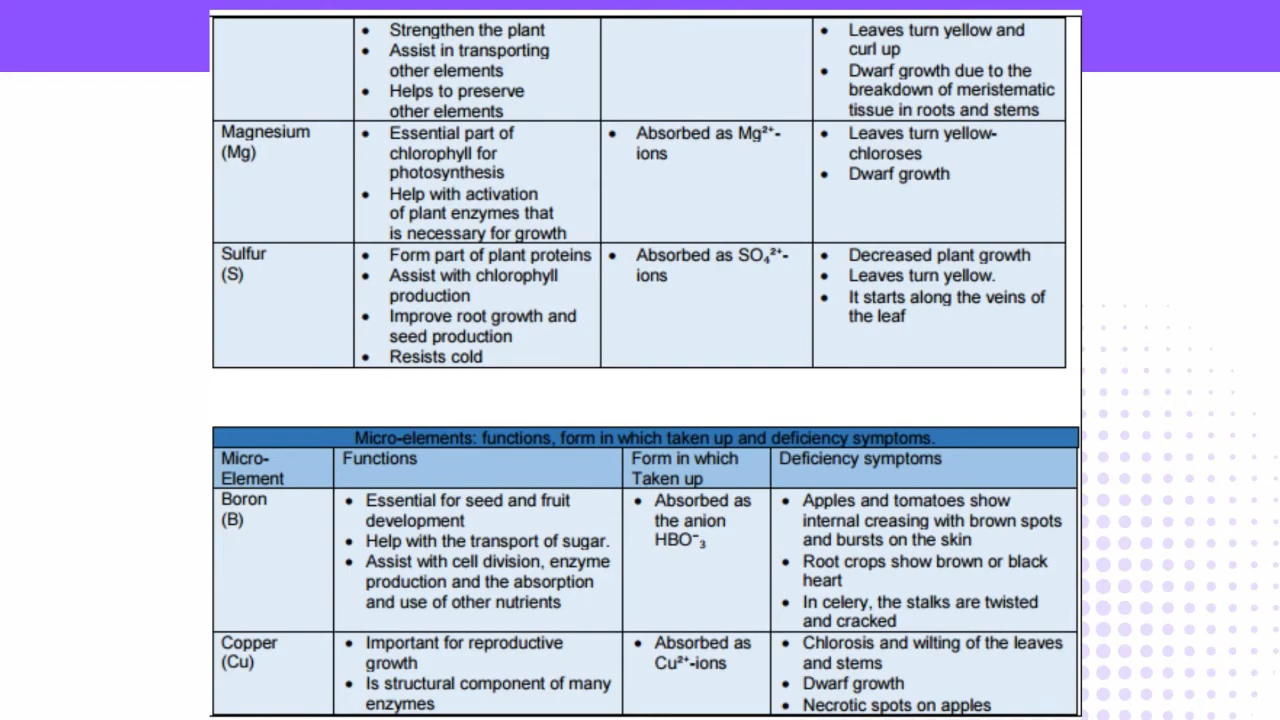 • Strengthen the plant
• Assist in transporting
other elements
• Helps to preserve
other elements
• Leaves turn yellow and
curl up
• Dwarf growth due to the
breakdown of meristematic
tissue in roots and stems
Magnesium
(Mg)
• Essential part of
chlorophyll for
photosynthesis
• Help with activation
of plant enzymes that
is necessary for growth
• Absorbed as Mg²⁺-
ions
• Leaves turn yellow-
chloroses
• Dwarf growth
Sulfur
(S)
• Form part of plant proteins
• Assist with chlorophyll
production
• Improve root growth and
seed production
• Resists cold
• Absorbed as SO₄²⁺-
ions
• Decreased plant growth
• Leaves turn yellow.
• It starts along the veins of
the leaf
Micro-elements: functions, form in which taken up and deficiency symptoms.
Micro-
Element
Functions
Form in which
Taken up
Deficiency symptoms
Boron
(B)
• Essential for seed and fruit
development
• Help with the transport of sugar.
• Assist with cell division, enzyme
production and the absorption
and use of other nutrients
• Absorbed as
the anion
HBO⁻₃
• Apples and tomatoes show
internal creasing with brown spots
and bursts on the skin
• Root crops show brown or black
heart
• In celery, the stalks are twisted
and cracked
Copper
(Cu)
• Important for reproductive
growth
• Is structural component of many
enzymes
• Absorbed as
Cu²⁺-ions
• Chlorosis and wilting of the leaves
and stems
• Dwarf growth
• Necrotic spots on apples